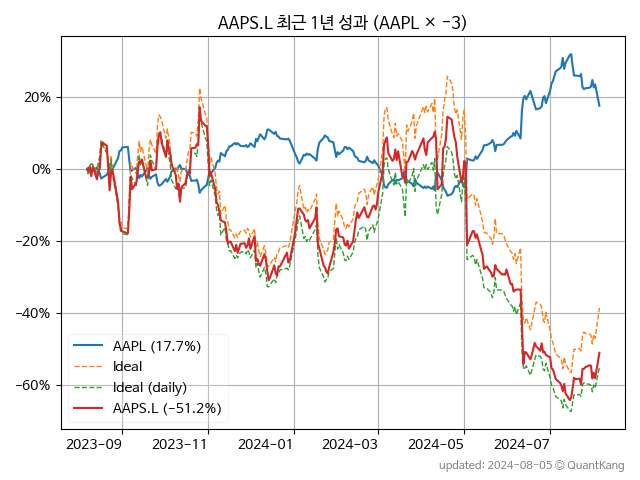 AAPS.L 최근 1년 성과 (AAPL × −3)
20%
0%
−20%
−40%
−60%
AAPL (17.7%)
Ideal
Ideal (daily)
AAPS.L (−51.2%)
2023-09
2023-11
2024-01
2024-03
2024-05
2024-07
updated: 2024-08-05 © QuantKang